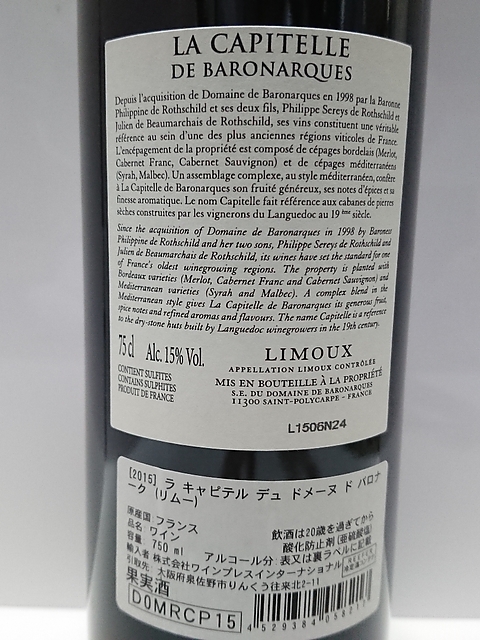 LA CAPITELLE
DE BARONARQUES
Depuis l'acquisition de Domaine de Baronarques en 1998 par la Baronne
Philippine de Rothschild et ses deux fils, Philippe Sereys de Rothschild et
Julien de Beaumarchais de Rothschild, ses vins constituent une véritable
référence au sein d'une des plus anciennes régions viticoles de France.
L'encépagement de la propriété est composé de cépages bordelais (Merlot,
Cabernet Franc, Cabernet Sauvignon) et de cépages méditerranéens
(Syrah, Malbec). Un assemblage complexe, au style méditerranéen, confère
à La Capitelle de Baronarques son fruité généreux, ses notes d'épices et sa
finesse aromatique. Le nom Capitelle fait référence aux cabanes de pierres
sèches construites par les vignerons du Languedoc au 19 ème siècle.
Since the acquisition of Domaine de Baronarques in 1998 by Baroness
Philippine de Rothschild and her two sons, Philippe Sereys de Rothschild and
Julien de Beaumarchais de Rothschild, its wines have set the standard for one
of France's oldest winegrowing regions. The property is planted with
Bordeaux varieties (Merlot, Cabernet Franc and Cabernet Sauvignon) and
Mediterranean varieties (Syrah and Malbec). A complex blend in the
Mediterranean style gives La Capitelle de Baronarques its generous fruit,
spice notes and refined aromas and flavours. The name Capitelle is a reference
to the dry-stone huts built by Languedoc winegrowers in the 19th century.
75 cl Alc. 15% Vol.
CONTIENT SULFITES
CONTAINS SULPHITES
PRODUIT DE FRANCE
LIMOUX
APPELLATION LIMOUX CONTRÔLÉE
MIS EN BOUTEILLE À LA PROPRIÉTÉ
S.E. DU DOMAINE DE BARONARQUES
11300 SAINT-POLYCARPE - FRANCE
L1506N24
[2015] ラ キャピテル デュ ドメーヌ ド バロナ
ーク (リムー)
原産国 フランス
品名 ワイン
容量 750 ml
飲酒は20歳を過ぎてから
酸化防止剤(亜硫酸塩)
アルコール分:表又は裏ラベルに記載
輸入者 株式会社ワインプレスインターナショナル
引取先: 大阪府泉佐野市りんくう往来北2-11
果実酒
D0MRCP15